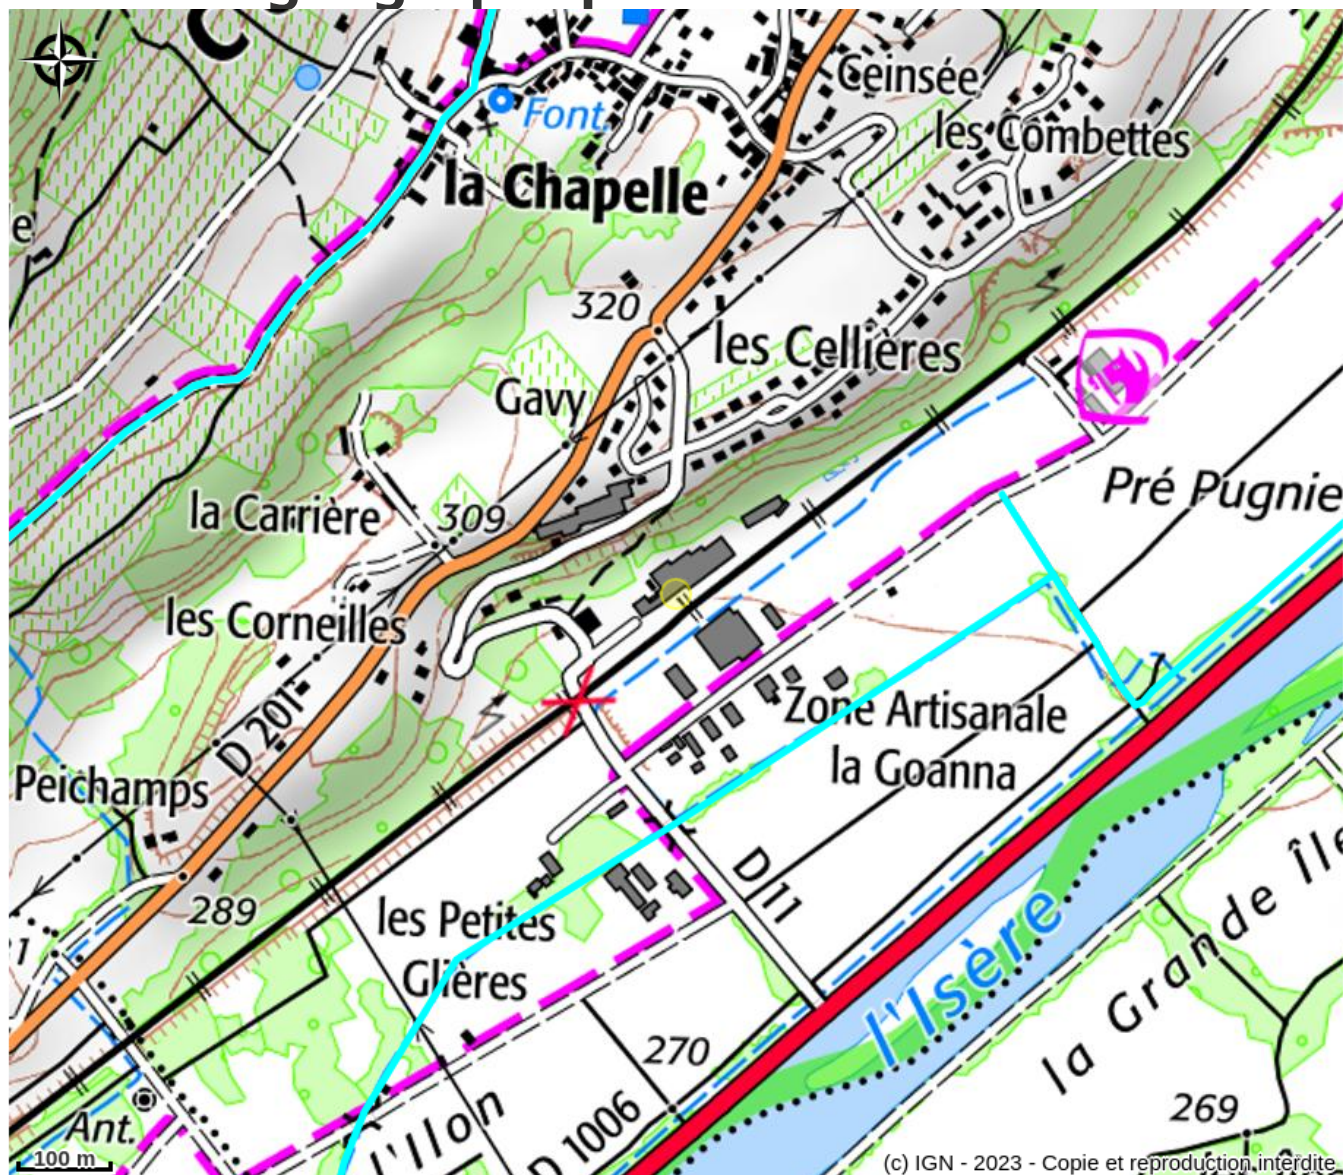 Ceinsée
Font.
les Combettes
la Chapelle
e
320
les Cellières
Gavy
Pré Pugnie
la Carrière
309
les Corneilles
D 201
Zone Artisanale
la Goanna
Peichamps
289
D11
les Petites
Glières
1
l'Isère
la Grande Île
270
269
l'Illon
D 1006
Ant.
100 m
(c) IGN - 2023 - Copie et reproduction interdite